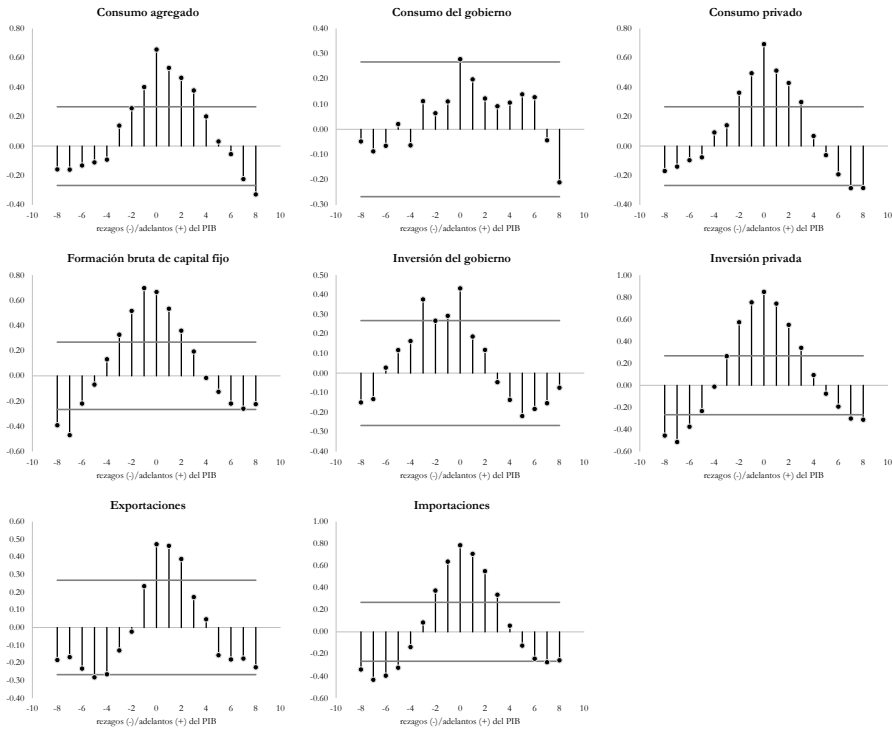 Consumo agregado
0.80
0.60
0.40
0.20
0.00
-0.20
-0.40
-10 -8 -6 -4 -2 0 2 4 6 8 10
rezagos (-)/adelantos (+) del PIB
Consumo del gobierno
0.40
0.30
0.20
0.10
0.00
-0.10
-0.20
-0.30
-10 -8 -6 -4 -2 0 2 4 6 8 10
rezagos (-)/adelantos (+) del PIB
Consumo privado
0.80
0.60
0.40
0.20
0.00
-0.20
-0.40
-10 -8 -6 -4 -2 0 2 4 6 8 10
rezagos (-)/adelantos (+) del PIB
Formación bruta de capital fijo
0.80
0.60
0.40
0.20
0.00
-0.20
-0.40
-0.60
-10 -8 -6 -4 -2 0 2 4 6 8 10
rezagos (-)/adelantos (+) del PIB
Inversión del gobierno
0.50
0.40
0.30
0.20
0.10
0.00
-0.10
-0.20
-0.30
-0.40
-10 -8 -6 -4 -2 0 2 4 6 8 10
rezagos (-)/adelantos (+) del PIB
Inversión privada
1.00
0.80
0.60
0.40
0.20
0.00
-0.20
-0.40
-0.60
-10 -8 -6 -4 -2 0 2 4 6 8 10
rezagos (-)/adelantos (+) del PIB
Exportaciones
0.60
0.50
0.40
0.30
0.20
0.10
0.00
-0.10
-0.20
-0.30
-0.40
-10 -8 -6 -4 -2 0 2 4 6 8 10
rezagos (-)/adelantos (+) del PIB
Importaciones
1.00
0.80
0.60
0.40
0.20
0.00
-0.20
-0.40
-0.60
-10 -8 -6 -4 -2 0 2 4 6 8 10
rezagos (-)/adelantos (+) del PIB